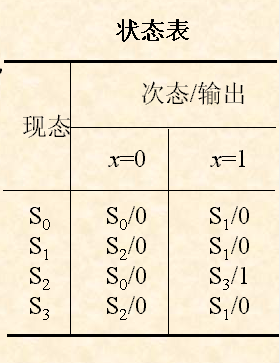 状态表
次态/输出
现态
x=0 x=1
S₀ S₀/0 S₁/0
S₁ S₂/0 S₁/0
S₂ S₀/0 S₃/1
S₃ S₂/0 S₁/0